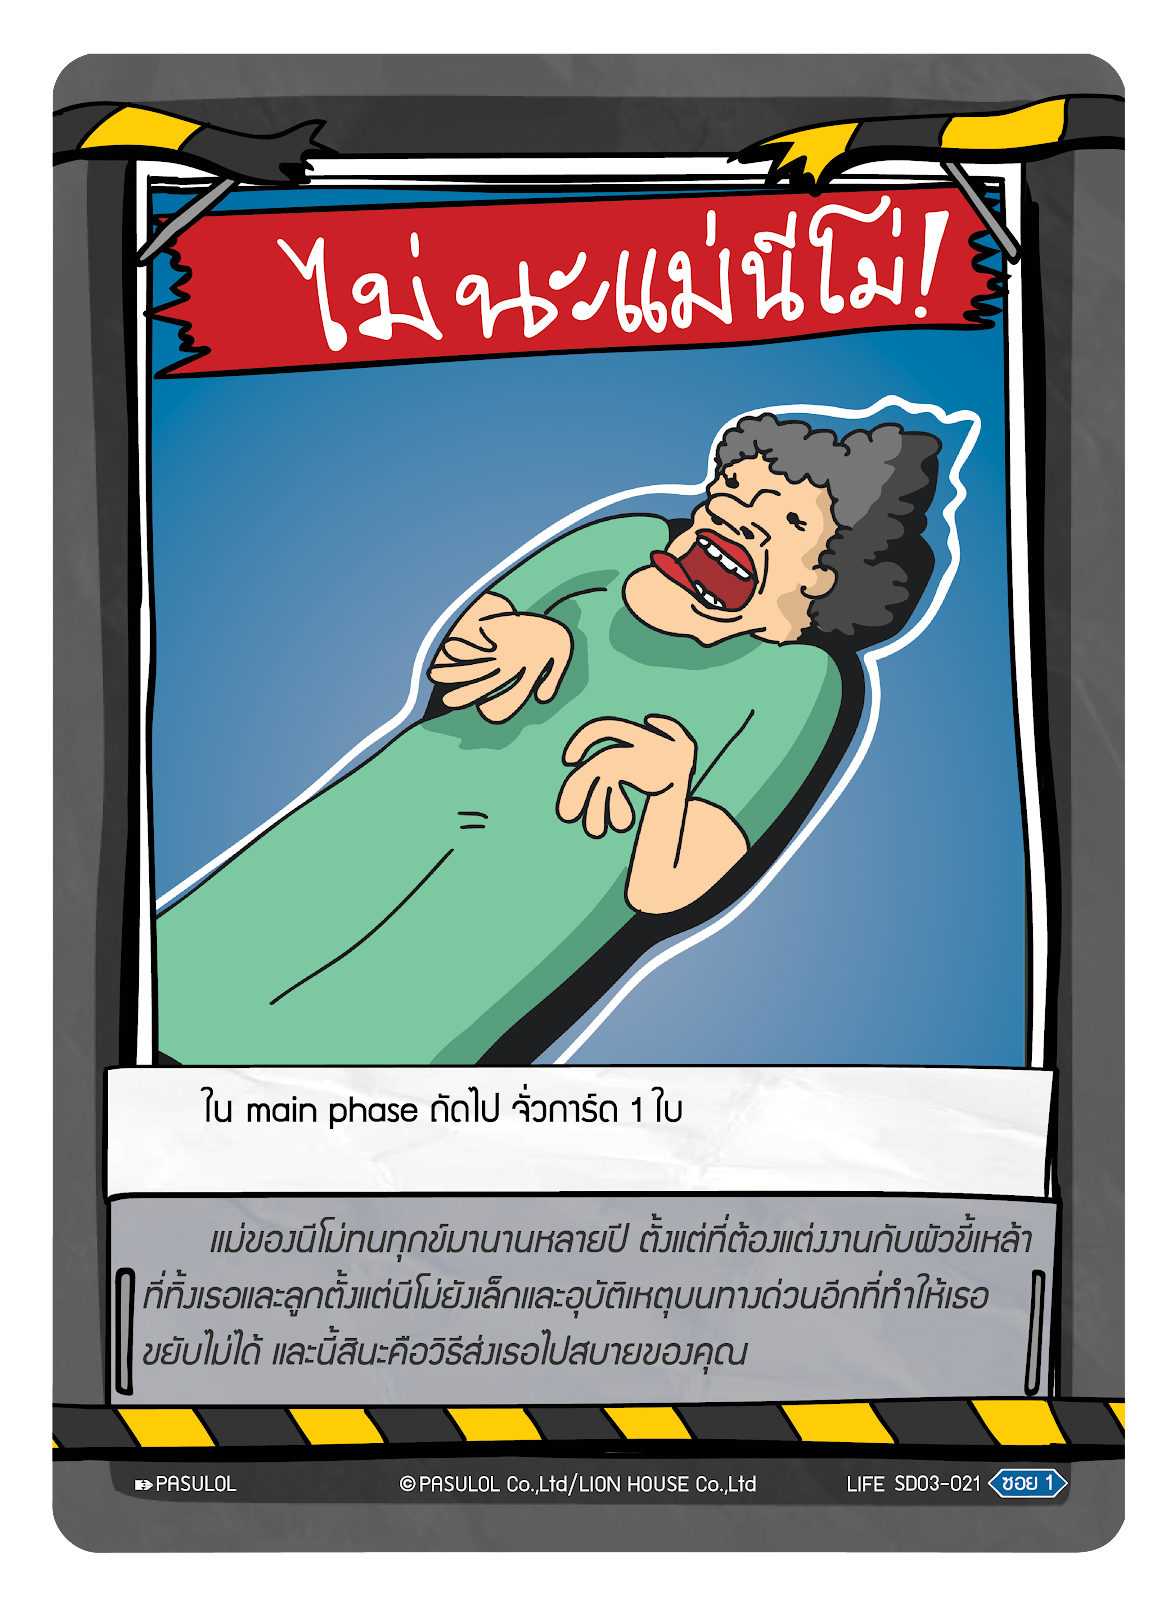 ไม่นะแม่นีโม่!
ใน main phase ถัดไป จั่วการ์ด 1 ใบ
แม่ของนีโม่ทนทุกข์มานานหลายปี ตั้งแต่ที่ต้องแต่งงานกับผัวขี้เหล้า
ที่ทิ้งเธอและลูกตั้งแต่นีโม่ยังเล็กและอุบัติเหตุบนทางด่วนอีกที่ทำให้เธอ
ขยับไม่ได้ และนี้สินะคือวิธีส่งเธอไปสบายของคุณ
PASULOL ©PASULOL Co.,Ltd/LION HOUSE Co.,Ltd LIFE SD03-021 ซอย 1